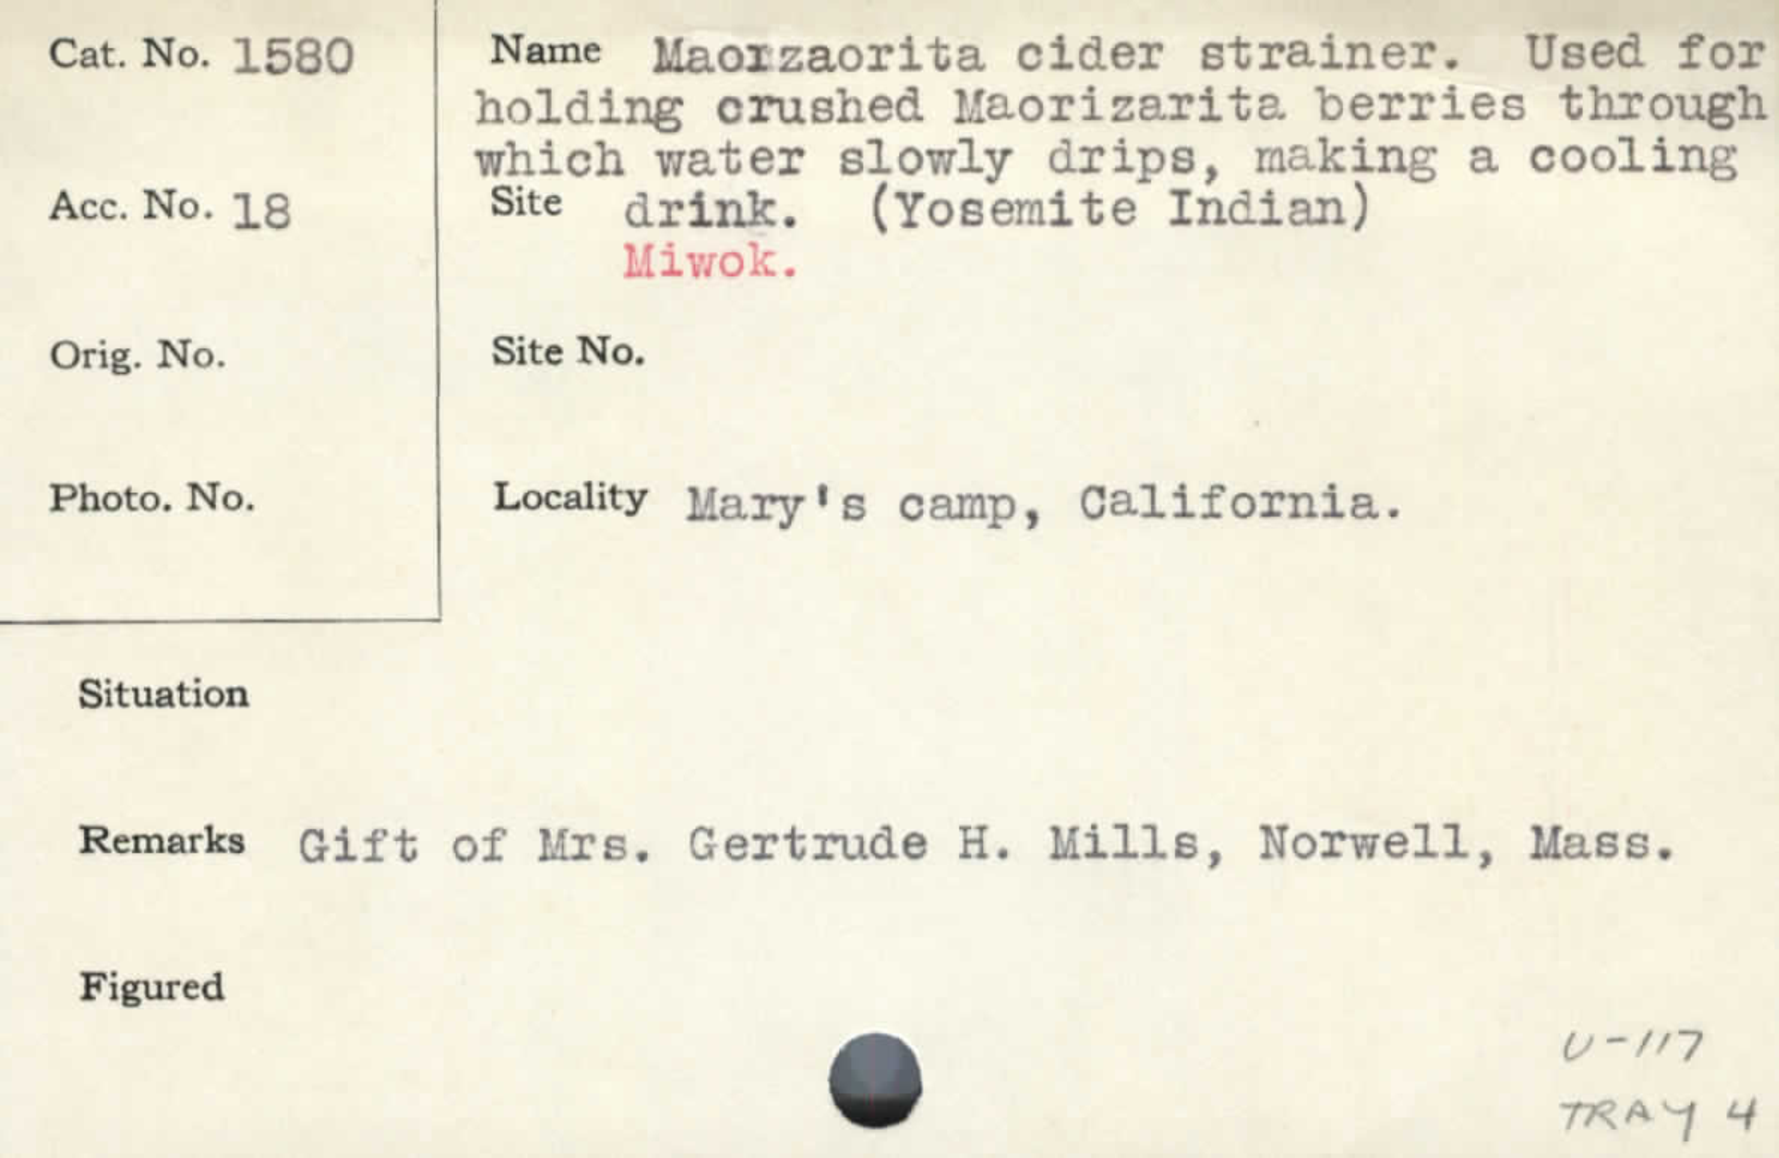 Cat. No. 1580
Name Maorzaorita cider strainer. Used for
holding crushed Maorizarita berries through
which water slowly drips, making a cooling
Acc. No. 18
Site drink. (Yosemite Indian)
Miwok.
Orig. No.
Site No.
Photo. No.
Locality Mary's camp, California.
Situation
Remarks Gift of Mrs. Gertrude H. Mills, Norwell, Mass.
Figured
U-117
TRAY 4